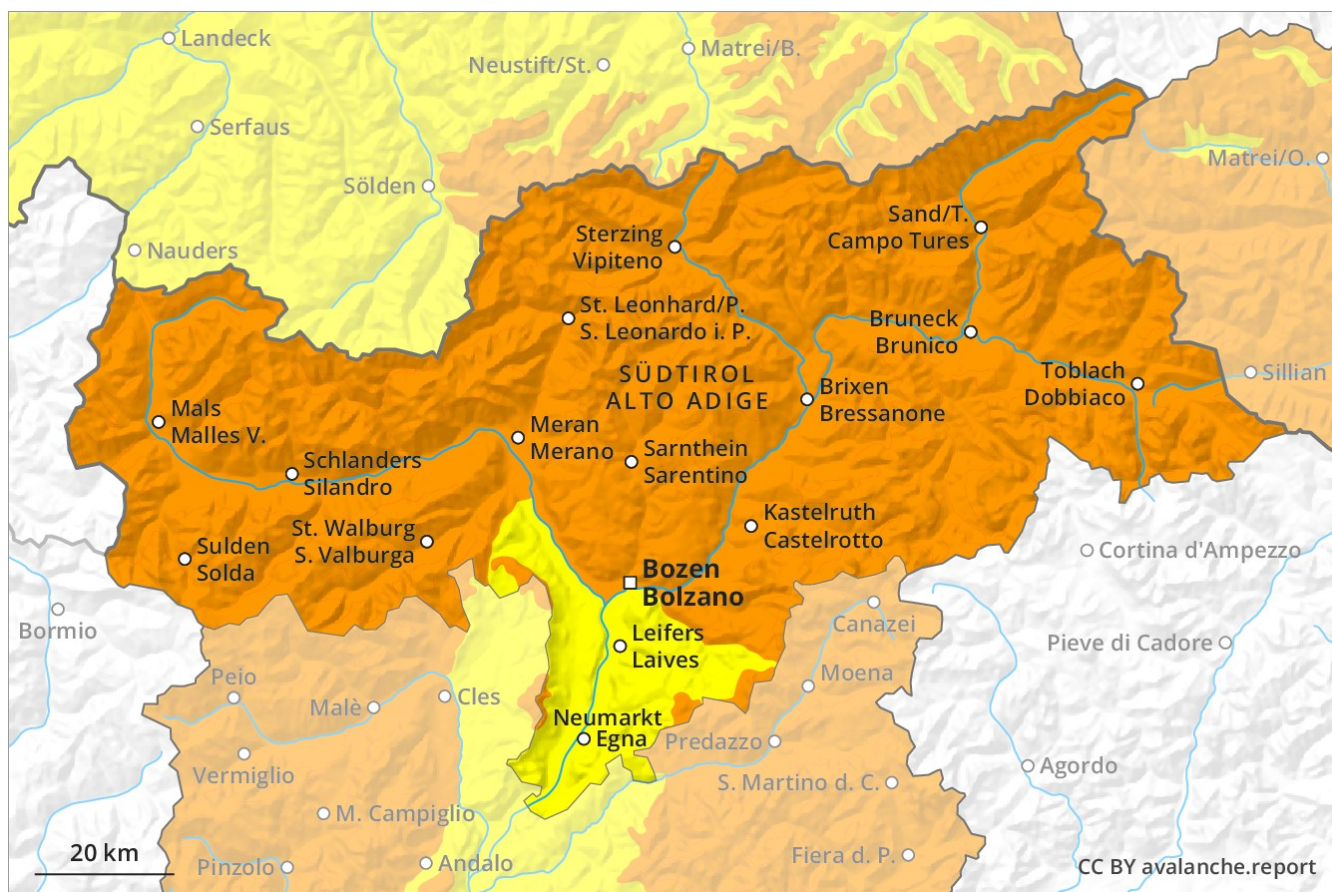 Landeck
Matrei/B.
Neustift/St.
Serfaus
Matrei/O.
Sölden
Sand/T.
Campo Tures
Sterzing
Vipiteno
Nauders
St. Leonhard/P.
S. Leonardo i. P.
Bruneck
Brunico
SÜDTIROL
ALTO ADIGE
Toblach
Dobbiaco
Sillian
Brixen
Bressanone
Mals
Malles V.
Meran
Merano
Sarnthein
Sarentino
Schlanders
Silandro
Kastelruth
Castelrotto
St. Walburg
S. Valburga
Sulden
Solda
Cortina d'Ampezzo
Bozen
Bolzano
Bormio
Canazei
Leifers
Laives
Pieve di Cadore
Peio
Moena
Malè
Cles
Neumarkt
Egna
Predazzo
Vermiglio
Agordo
S. Martino d. C.
M. Campiglio
20 km
Pinzolo
Andalo
Fiera d. P.
CC BY avalanche.report